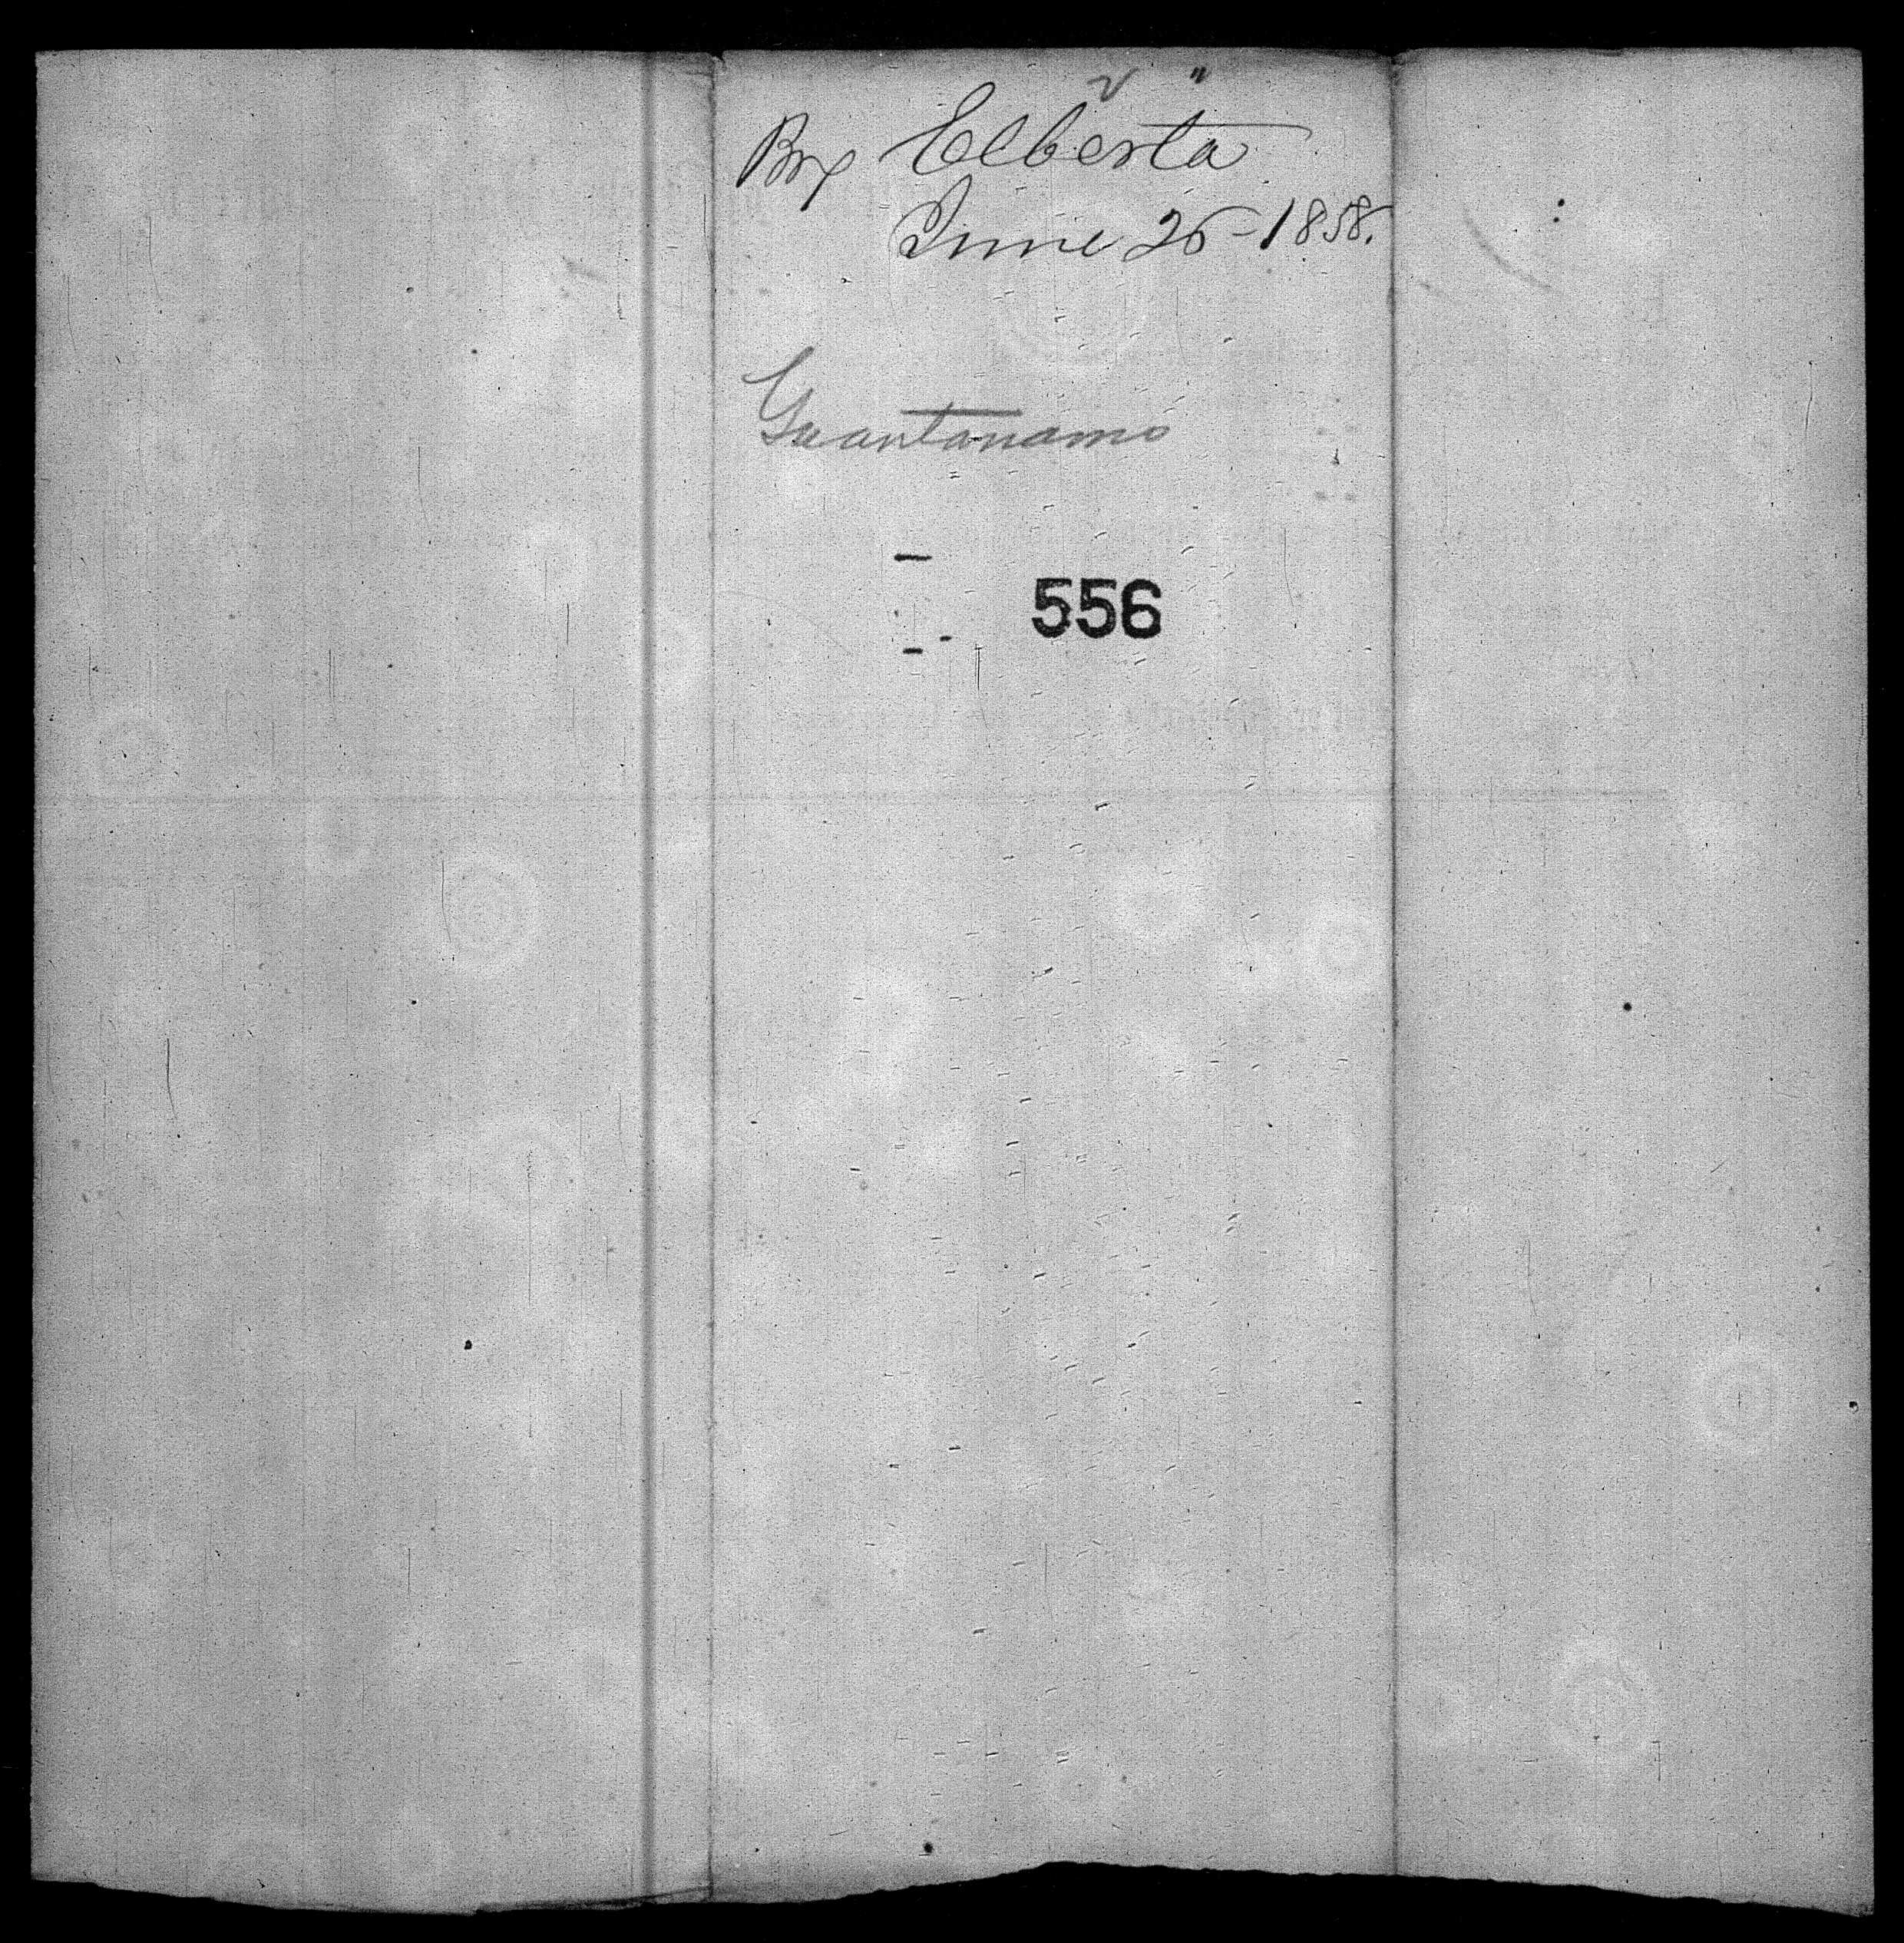 Brg Elberta
June 26-1858.
Guantanamo
556